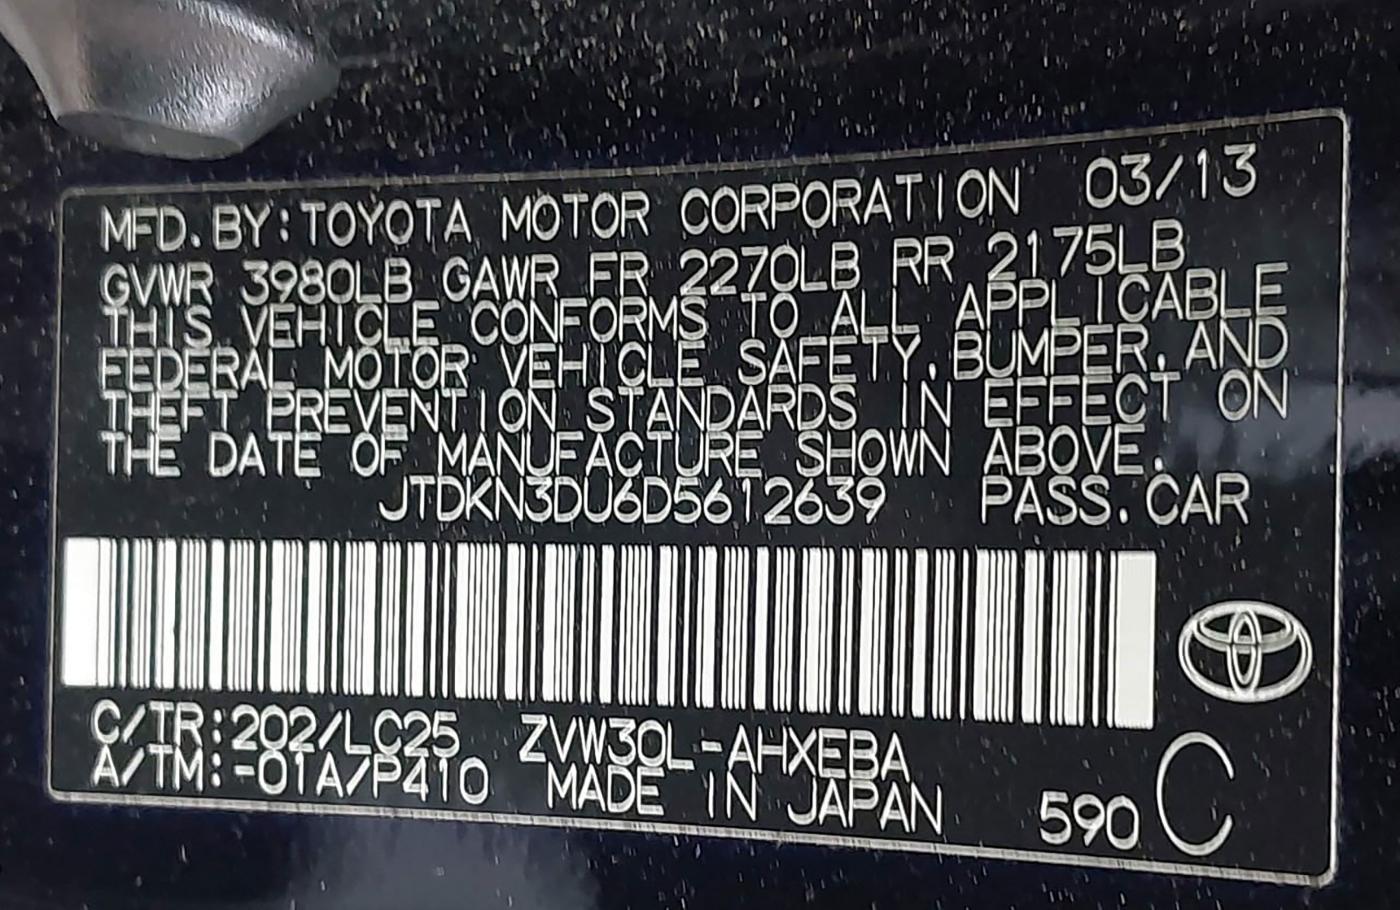 MFD. BY: TOYOTA MOTOR CORPORATION 03/13
GVWR 3980LB GAWR FR 2270LB RR 2175LB
THIS VEHICLE CONFORMS TO ALL APPLICABLE
FEDERAL MOTOR VEHICLE SAFETY, BUMPER, AND
THEFT PREVENTION STANDARDS IN EFFECT ON
THE DATE OF MANUFACTURE SHOWN ABOVE.
JTDKN3DU6D5612639 PASS. CAR
C/TR:202/LC25 ZVW30L-AHXEBA
A/TM:-01A/P410 MADE IN JAPAN 590 C